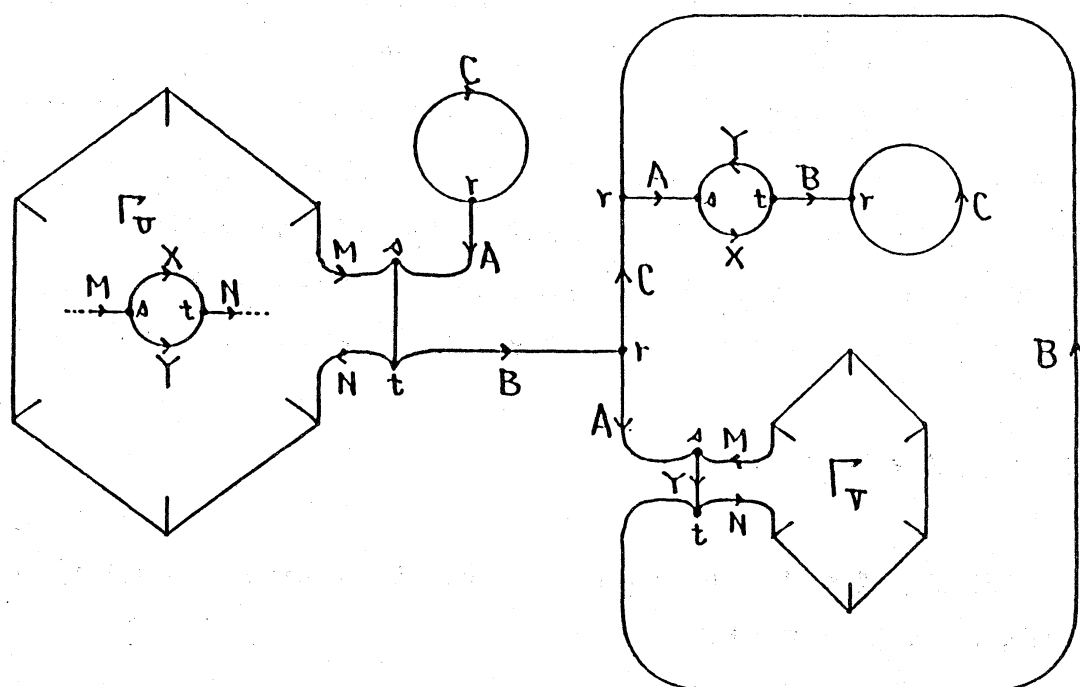 C
Y
r
r A s t B r C
Γ_U
X
X
M s A
M s t N
C
Y
N t B r
B
A s M
Y
Γ_V
t N